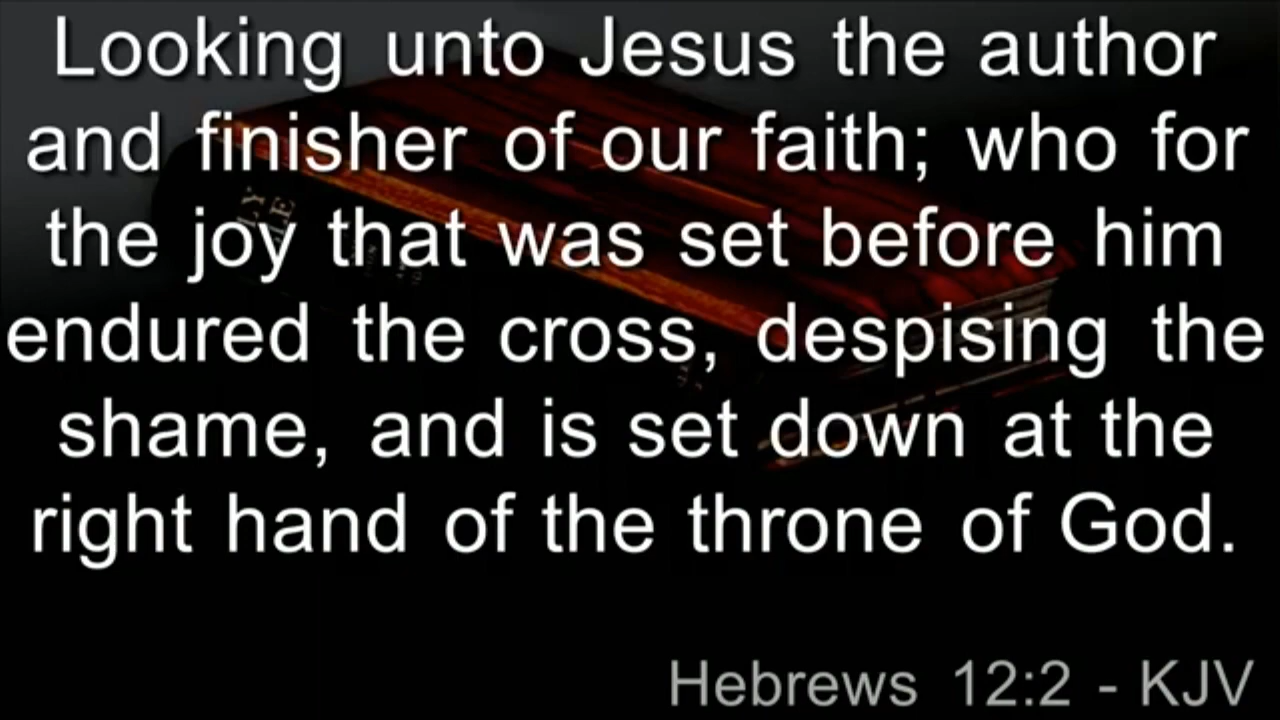 Looking unto Jesus the author
and finisher of our faith; who for
the joy that was set before him
endured the cross, despising the
shame, and is set down at the
right hand of the throne of God.
Hebrews 12:2 - KJV